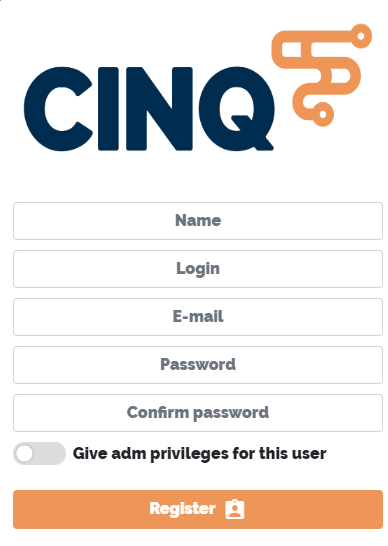 CINQ
Name
Login
E-mail
Password
Confirm password
Give adm privileges for this user
Register